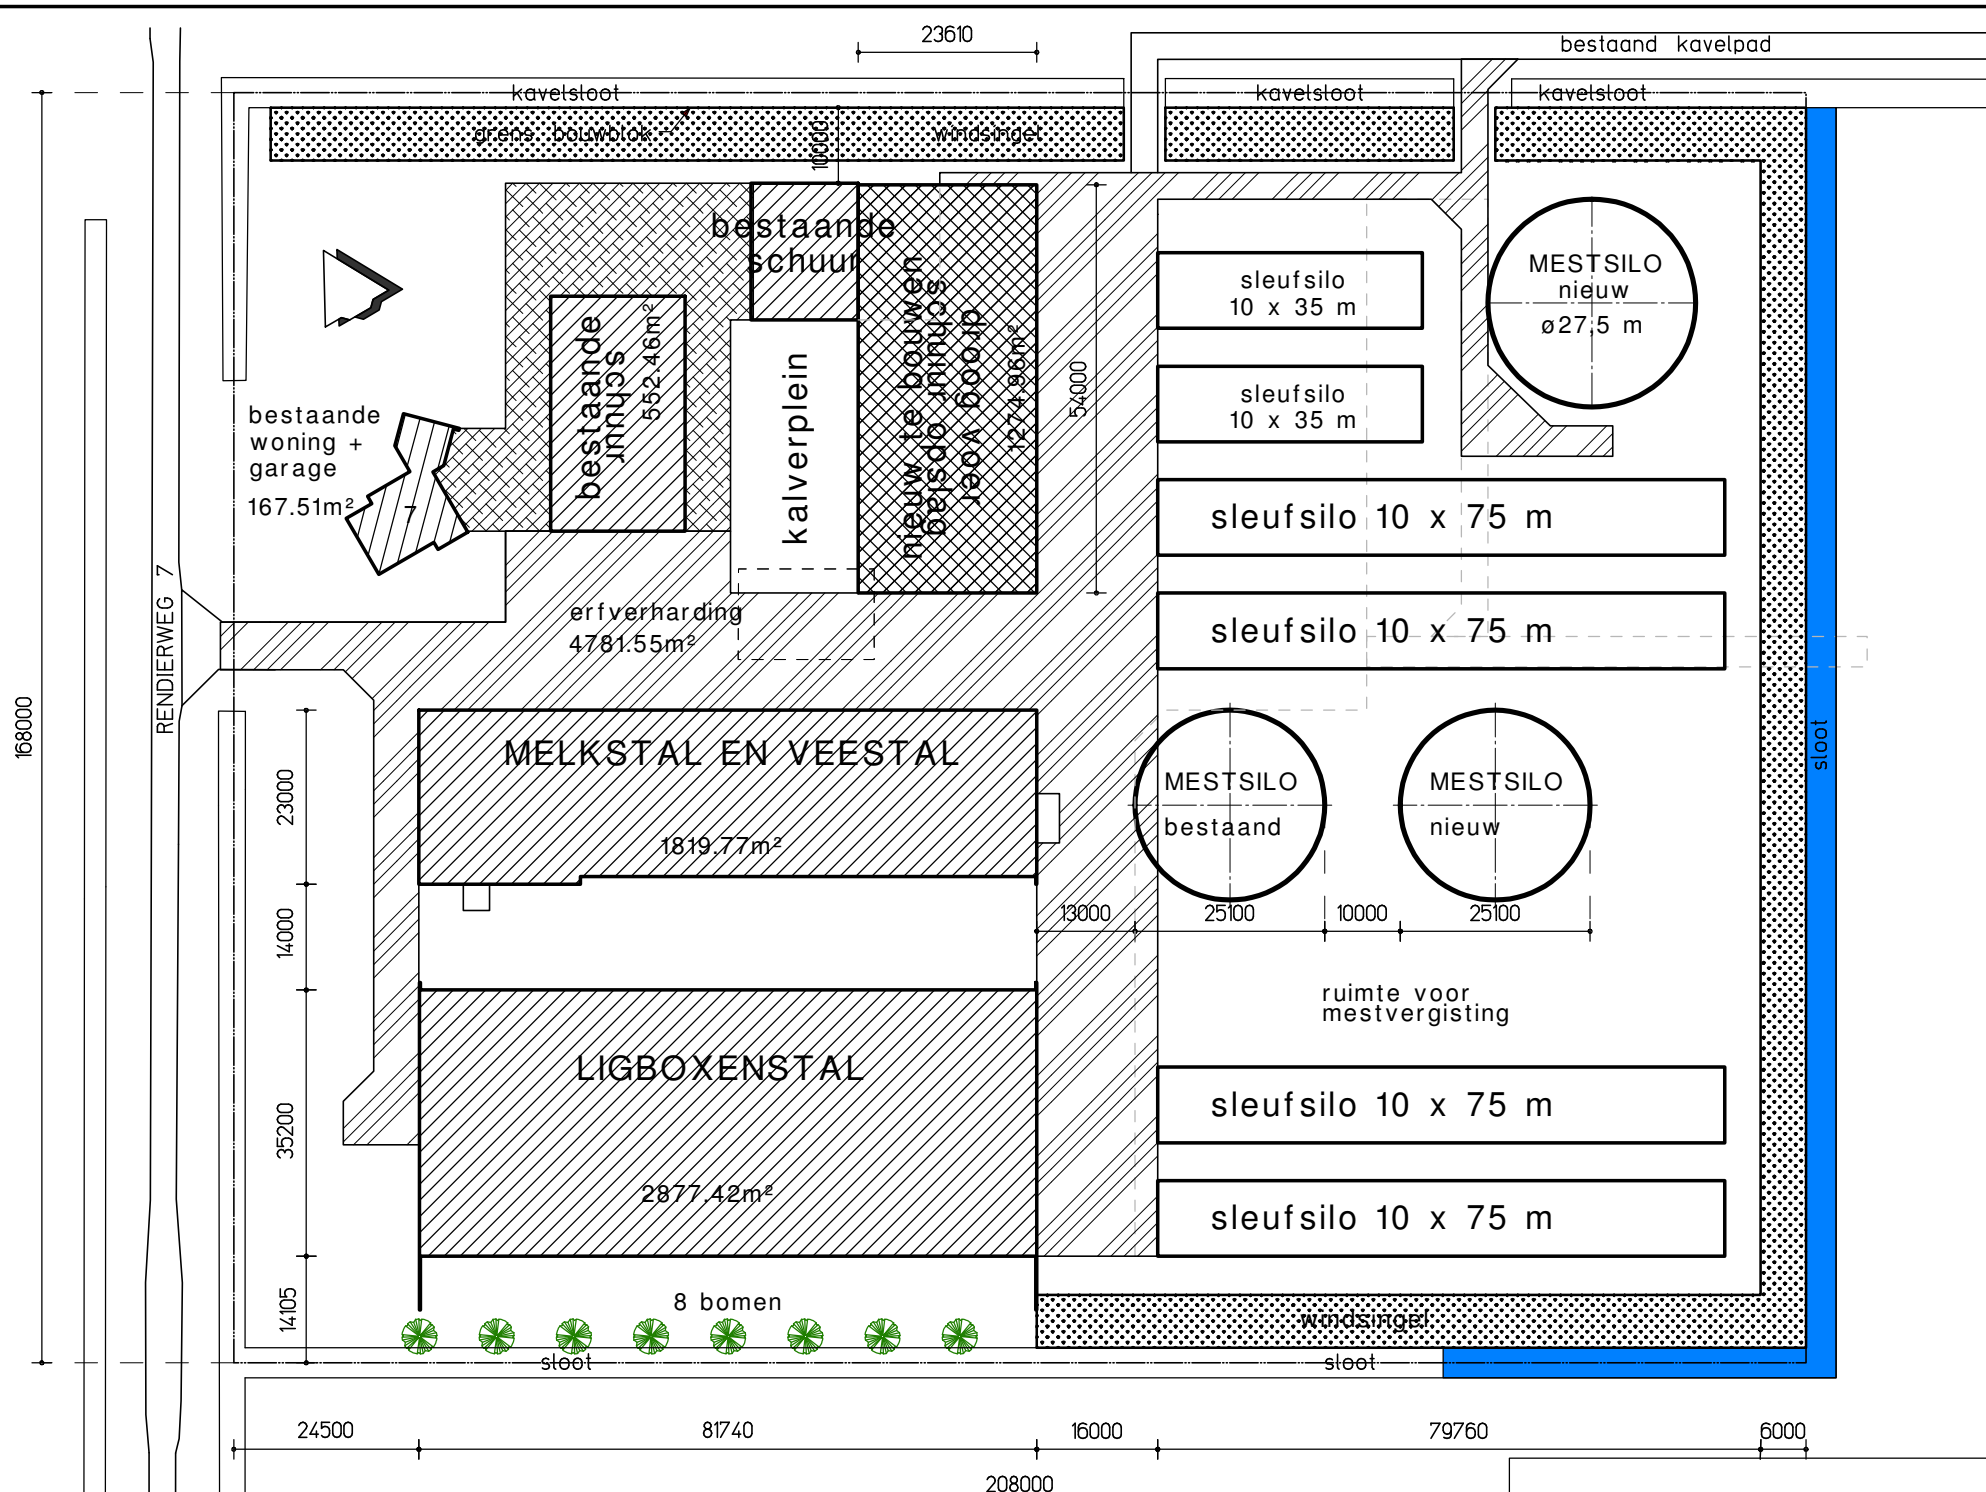 23610
bestaand kavelpad
kavelsloot
kavelsloot
kavelsloot
grens bouwblok
10000
windsingel
bestaande
schuur
bestaande
schuur
552.46m²
kalverplein
nieuw te bouwen
schuur opslag
droog voer
1274.96m²
54000
sleufsilo
10 x 35 m
MESTSILO
nieuw
ø27,5 m
sleufsilo
10 x 35 m
bestaande
woning +
garage
167.51m²
7
sleufsilo 10 x 75 m
RENDIERWEG 7
erfverharding
4781.55m²
sleufsilo 10 x 75 m
168000
sloot
MELKSTAL EN VEESTAL
1819.77m²
23000
MESTSILO
bestaand
MESTSILO
nieuw
14000
13000
25100
10000
25100
ruimte voor
mestvergisting
LIGBOXENSTAL
2877.42m²
35200
sleufsilo 10 x 75 m
sleufsilo 10 x 75 m
14105
8 bomen
windsingel
sloot
sloot
24500
81740
16000
79760
6000
208000